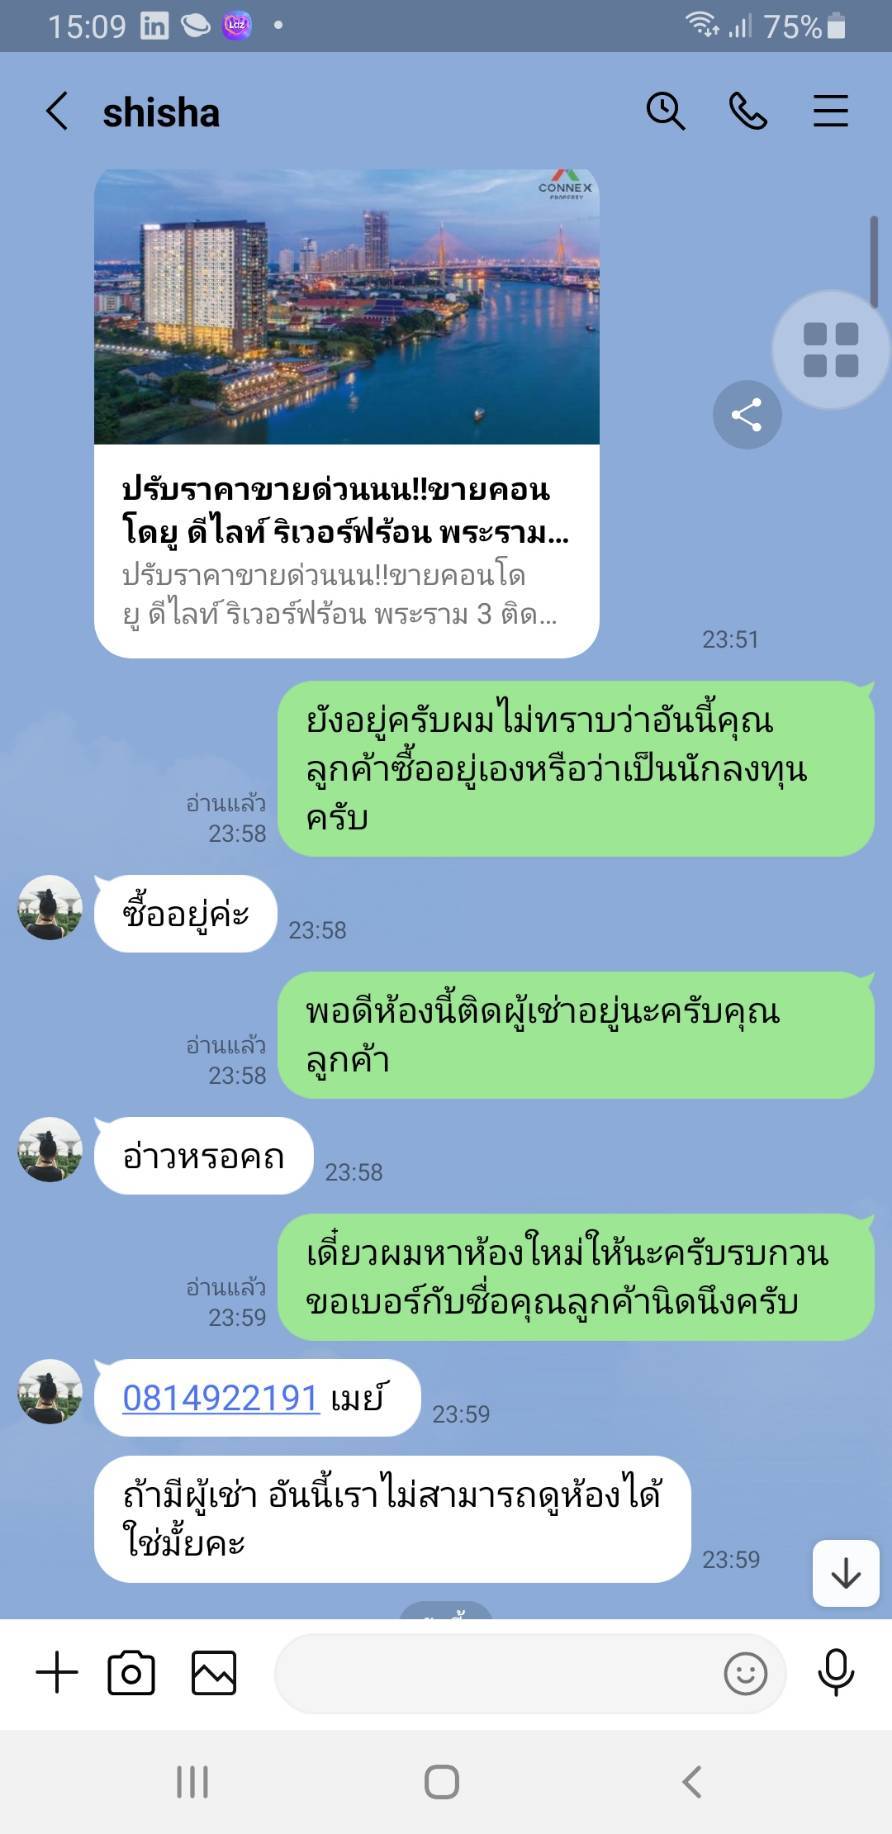 15:09
75%
shisha
CONNEX
PROPERTY
ปรับราคาขายด่วนนน!!ขายคอน
โดยู ดีไลท์ ริเวอร์ฟร้อน พระราม...
ปรับราคาขายด่วนนน!!ขายคอนโด
ยู ดีไลท์ ริเวอร์ฟร้อน พระราม 3 ติด...
23:51
ยังอยู่ครับผมไม่ทราบว่าอันนี้คุณ
ลูกค้าซื้ออยู่เองหรือว่าเป็นนักลงทุน
ครับ
อ่านแล้ว
23:58
ซื้ออยู่ค่ะ
23:58
พอดีห้องนี้ติดผู้เช่าอยู่นะครับคุณ
ลูกค้า
อ่านแล้ว
23:58
อ่าวหรอคถ
23:58
เดี๋ยวผมหาห้องใหม่ให้นะครับรบกวน
ขอเบอร์กับชื่อคุณลูกค้านิดนึงครับ
อ่านแล้ว
23:59
0814922191 เมย์
23:59
ถ้ามีผู้เช่า อันนี้เราไม่สามารถดูห้องได้
ใช่มั้ยคะ
23:59